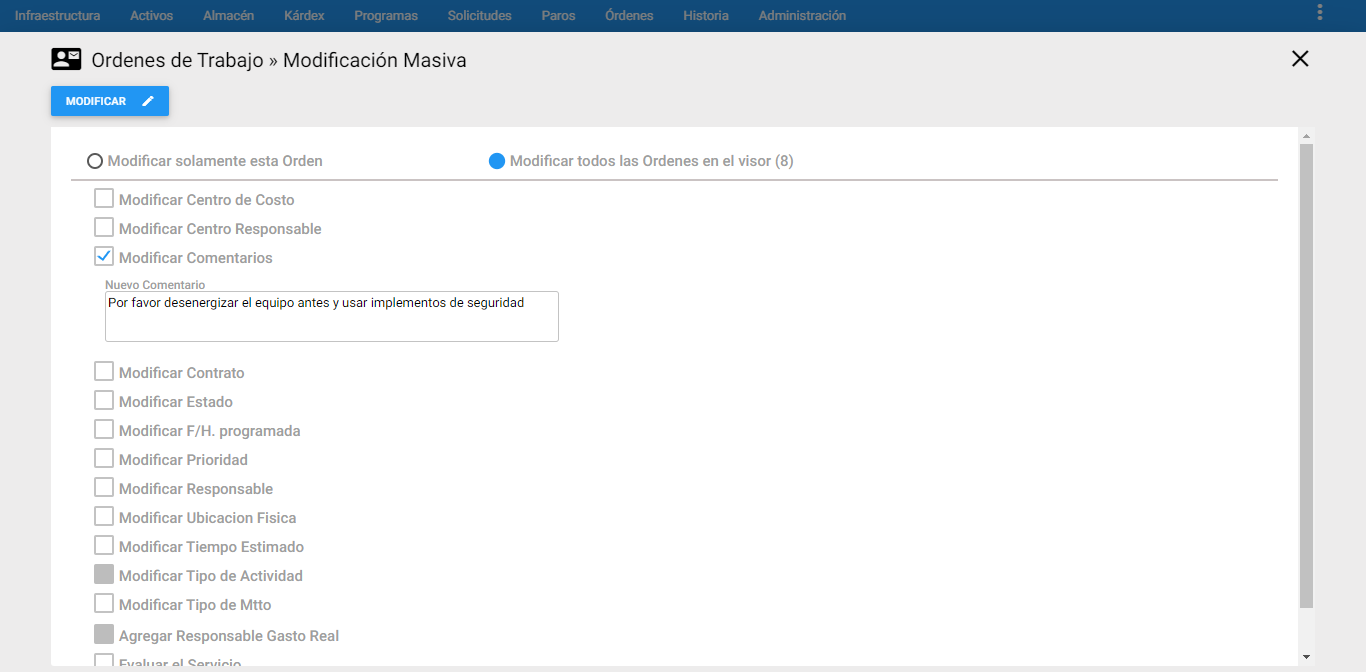 Infraestructura Activos Almacén Kárdex Programas Solicitudes Paros Órdenes Historia Administración
Ordenes de Trabajo » Modificación Masiva
MODIFICAR
Modificar solamente esta Orden Modificar todos las Ordenes en el visor (8)
Modificar Centro de Costo
Modificar Centro Responsable
Modificar Comentarios
Nuevo Comentario
Por favor desenergizar el equipo antes y usar implementos de seguridad
Modificar Contrato
Modificar Estado
Modificar F/H. programada
Modificar Prioridad
Modificar Responsable
Modificar Ubicacion Fisica
Modificar Tiempo Estimado
Modificar Tipo de Actividad
Modificar Tipo de Mtto
Agregar Responsable Gasto Real
Evaluar el Servicio